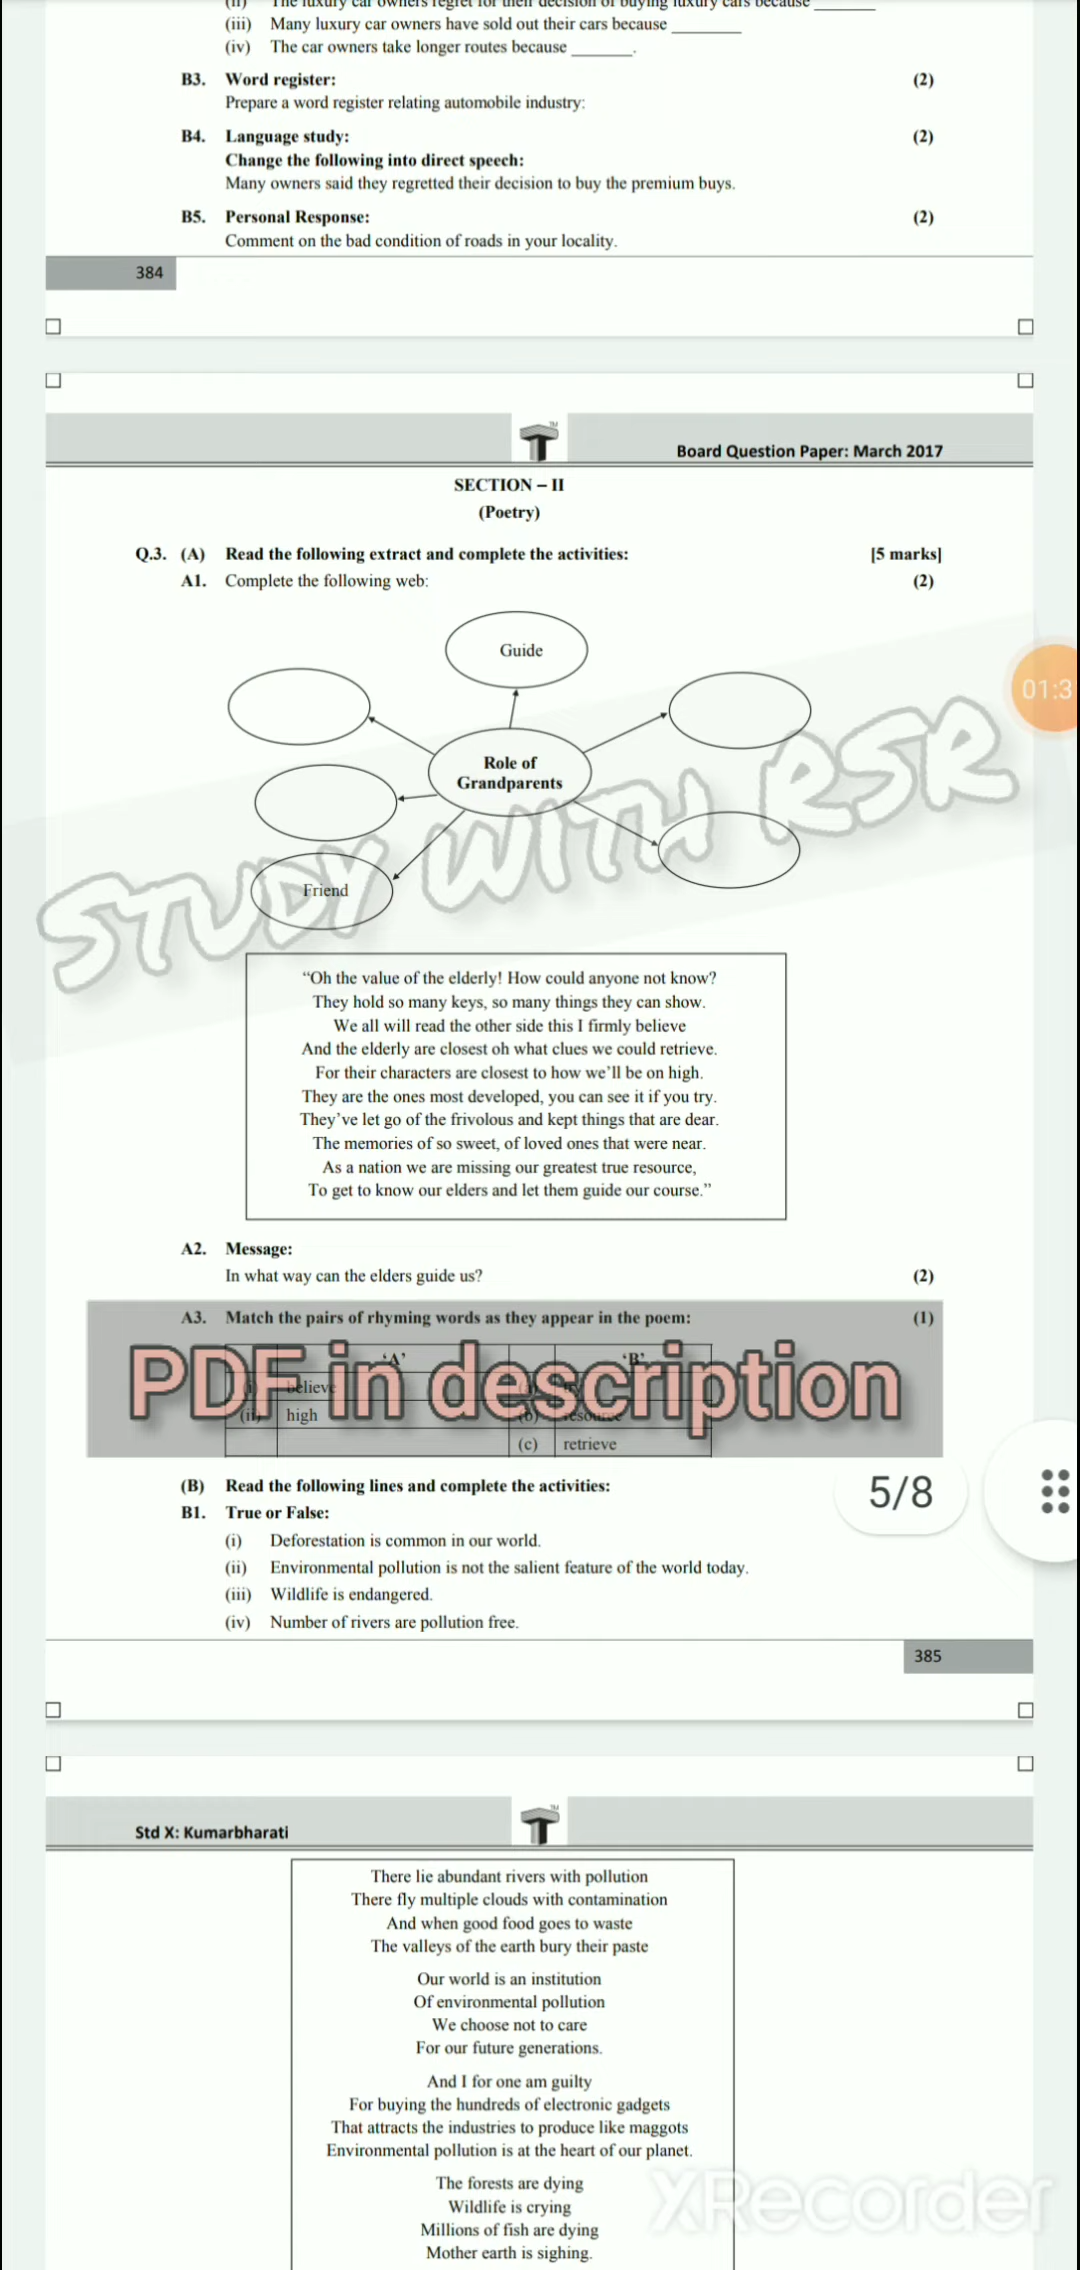 (ii) The luxury car owners regret for their decision of buying luxury cars because
(iii) Many luxury car owners have sold out their cars because ________
(iv) The car owners take longer routes because _______.
B3. Word register: (2)
Prepare a word register relating automobile industry:
B4. Language study: (2)
Change the following into direct speech:
Many owners said they regretted their decision to buy the premium buys.
B5. Personal Response: (2)
Comment on the bad condition of roads in your locality.
384
Board Question Paper: March 2017
SECTION – II
(Poetry)
Q.3. (A) Read the following extract and complete the activities: [5 marks]
A1. Complete the following web: (2)
Guide
01:3
Role of
Grandparents
Friend
STUDY WITH RSR
“Oh the value of the elderly! How could anyone not know?
They hold so many keys, so many things they can show.
We all will read the other side this I firmly believe
And the elderly are closest oh what clues we could retrieve.
For their characters are closest to how we’ll be on high.
They are the ones most developed, you can see it if you try.
They’ve let go of the frivolous and kept things that are dear.
The memories of so sweet, of loved ones that were near.
As a nation we are missing our greatest true resource,
To get to know our elders and let them guide our course.”
A2. Message:
In what way can the elders guide us? (2)
A3. Match the pairs of rhyming words as they appear in the poem: (1)
‘A’ ‘B’
PDF in description
(i) believe (a) try
(ii) high (b) resource
(c) retrieve
(B) Read the following lines and complete the activities:
5/8
B1. True or False:
(i) Deforestation is common in our world.
(ii) Environmental pollution is not the salient feature of the world today.
(iii) Wildlife is endangered.
(iv) Number of rivers are pollution free.
385
Std X: Kumarbharati
There lie abundant rivers with pollution
There fly multiple clouds with contamination
And when good food goes to waste
The valleys of the earth bury their paste
Our world is an institution
Of environmental pollution
We choose not to care
For our future generations.
And I for one am guilty
For buying the hundreds of electronic gadgets
That attracts the industries to produce like maggots
Environmental pollution is at the heart of our planet.
The forests are dying
Wildlife is crying
Millions of fish are dying
Mother earth is sighing.
XRecorder